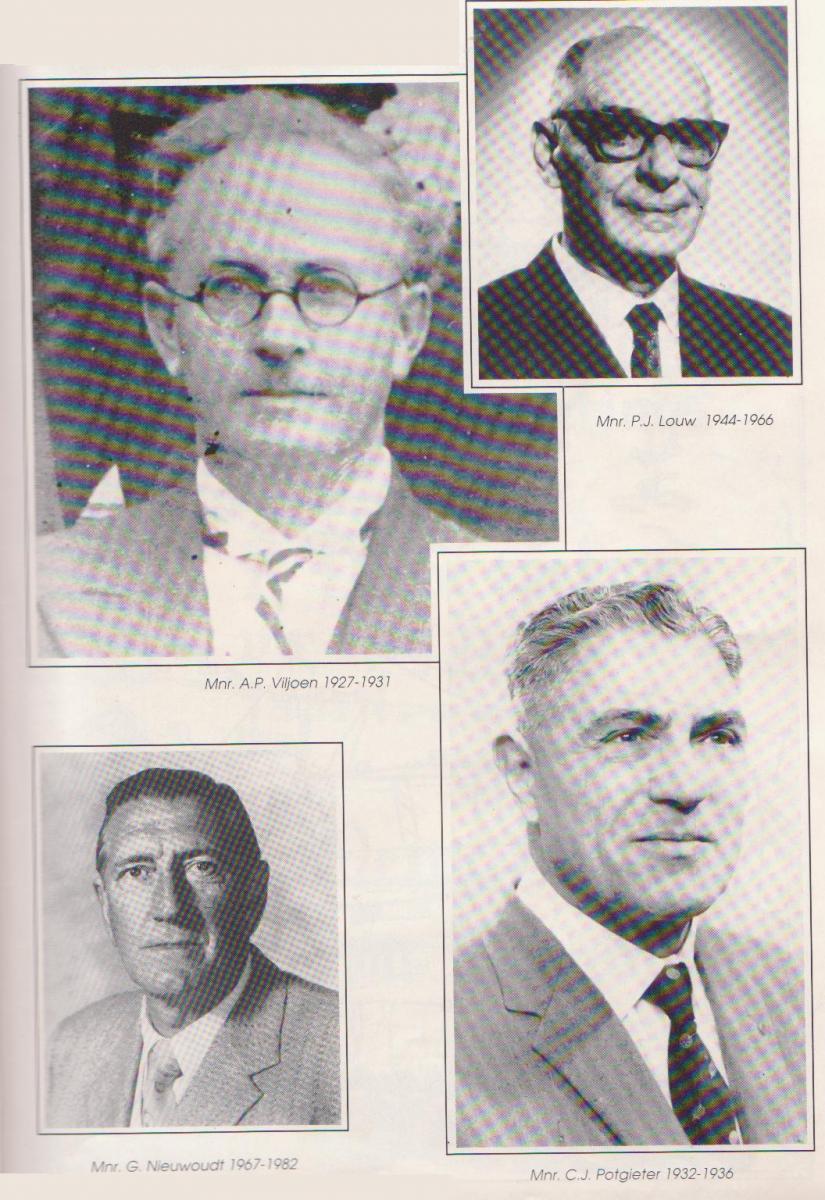 Mnr. P.J. Louw 1944-1966
Mnr. A.P. Viljoen 1927-1931
Mnr. G. Nieuwoudt 1967-1982
Mnr. C.J. Potgieter 1932-1936